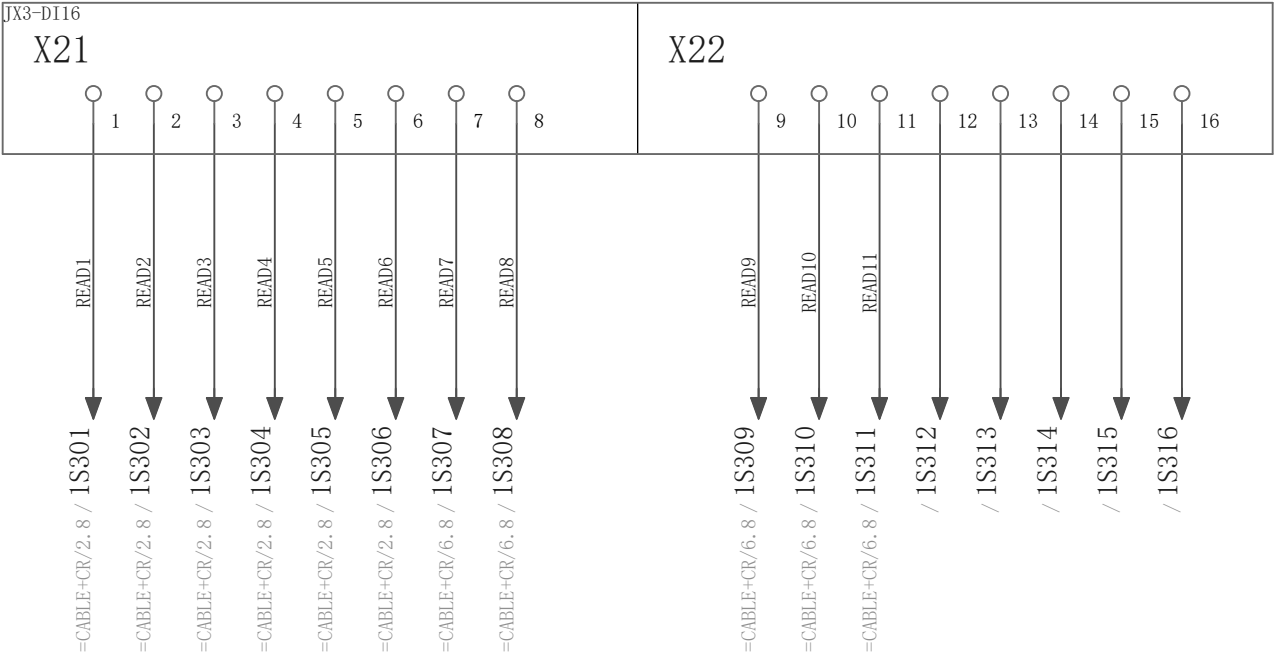 JX3-DI16
X21
X22
1
2
3
4
5
6
7
8
9
10
11
12
13
14
15
16
READ1
READ2
READ3
READ4
READ5
READ6
READ7
READ8
READ9
READ10
READ11
=CABLE+CR/2.8 / 1S301
=CABLE+CR/2.8 / 1S302
=CABLE+CR/2.8 / 1S303
=CABLE+CR/2.8 / 1S304
=CABLE+CR/2.8 / 1S305
=CABLE+CR/2.8 / 1S306
=CABLE+CR/6.8 / 1S307
=CABLE+CR/6.8 / 1S308
=CABLE+CR/6.8 / 1S309
=CABLE+CR/6.8 / 1S310
=CABLE+CR/6.8 / 1S311
/ 1S312
/ 1S313
/ 1S314
/ 1S315
/ 1S316